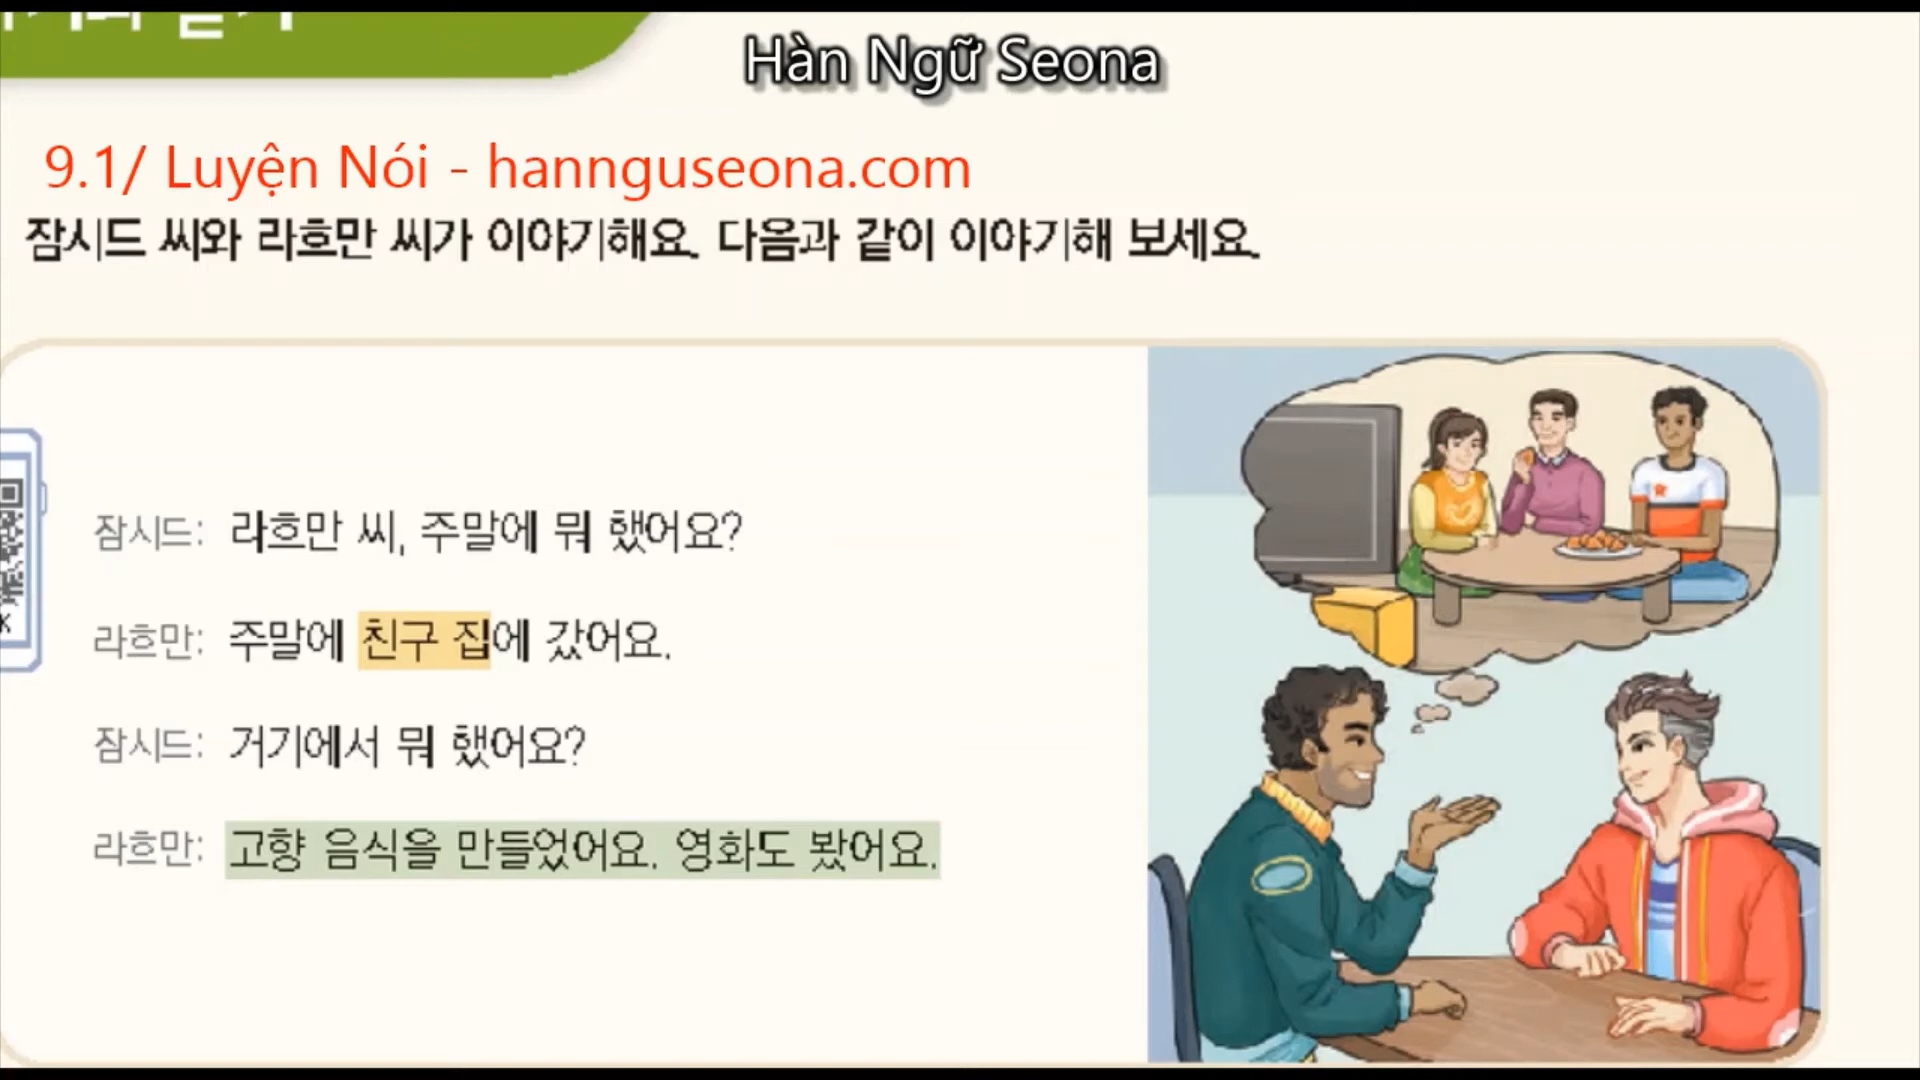 Hàn Ngữ Seona
9.1/ Luyện Nói - hannguseona.com
잠시드 씨와 라흐만 씨가 이야기해요. 다음과 같이 이야기해 보세요.
잠시드: 라흐만 씨, 주말에 뭐 했어요?
라흐만: 주말에 친구 집에 갔어요.
잠시드: 거기에서 뭐 했어요?
라흐만: 고향 음식을 만들었어요. 영화도 봤어요.